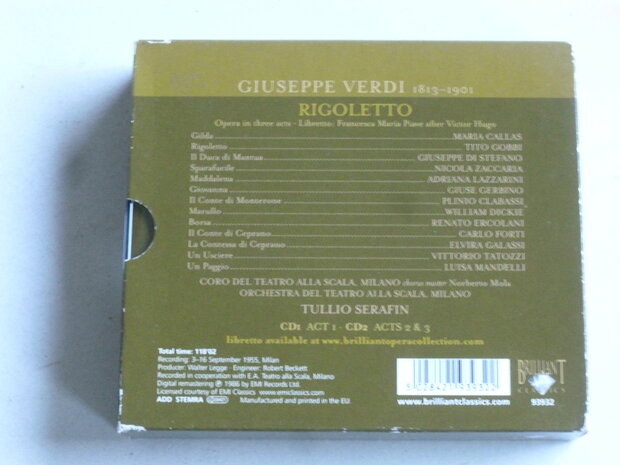 GIUSEPPE VERDI 1813–1901
RIGOLETTO
Opera in three acts - Libretto: Francesca Maria Piave after Victor Hugo
Gilda MARIA CALLAS
Rigoletto TITO GOBBI
Il Duca di Mantua GIUSEPPE DI STEFANO
Sparafucile NICOLA ZACCARIA
Maddalena ADRIANA LAZZARINI
Giovanna GIUSE GERBINO
Il Conte di Monterone PLINIO CLABASSI
Marullo WILLIAM DICKIE
Borsa RENATO ERCOLANI
Il Conte di Ceprano CARLO FORTI
La Contessa di Ceprano ELVIRA GALASSI
Un Usciere VITTORIO TATOZZI
Un Paggio LUISA MANDELLI
CORO DEL TEATRO ALLA SCALA, MILANO chorus master Norberto Mola
ORCHESTRA DEL TEATRO ALLA SCALA, MILANO
TULLIO SERAFIN
CD1 ACT 1 - CD2 ACTS 2 & 3
libretto available at www.brilliantoperacollection.com
Total time: 118'02
Recording: 3–16 September 1955, Milan
Producer: Walter Legge - Engineer: Robert Beckett
Recorded in cooperation with E.A. Teatro alla Scala, Milano
Digital remastering ℗ 1986 by EMI Records Ltd.
Licensed courtesy of EMI Classics www.emiclassics.com
ADD STEMRA Manufactured and printed in the EU
www.brilliantclassics.com
BRILLIANT
CLASSICS
93932